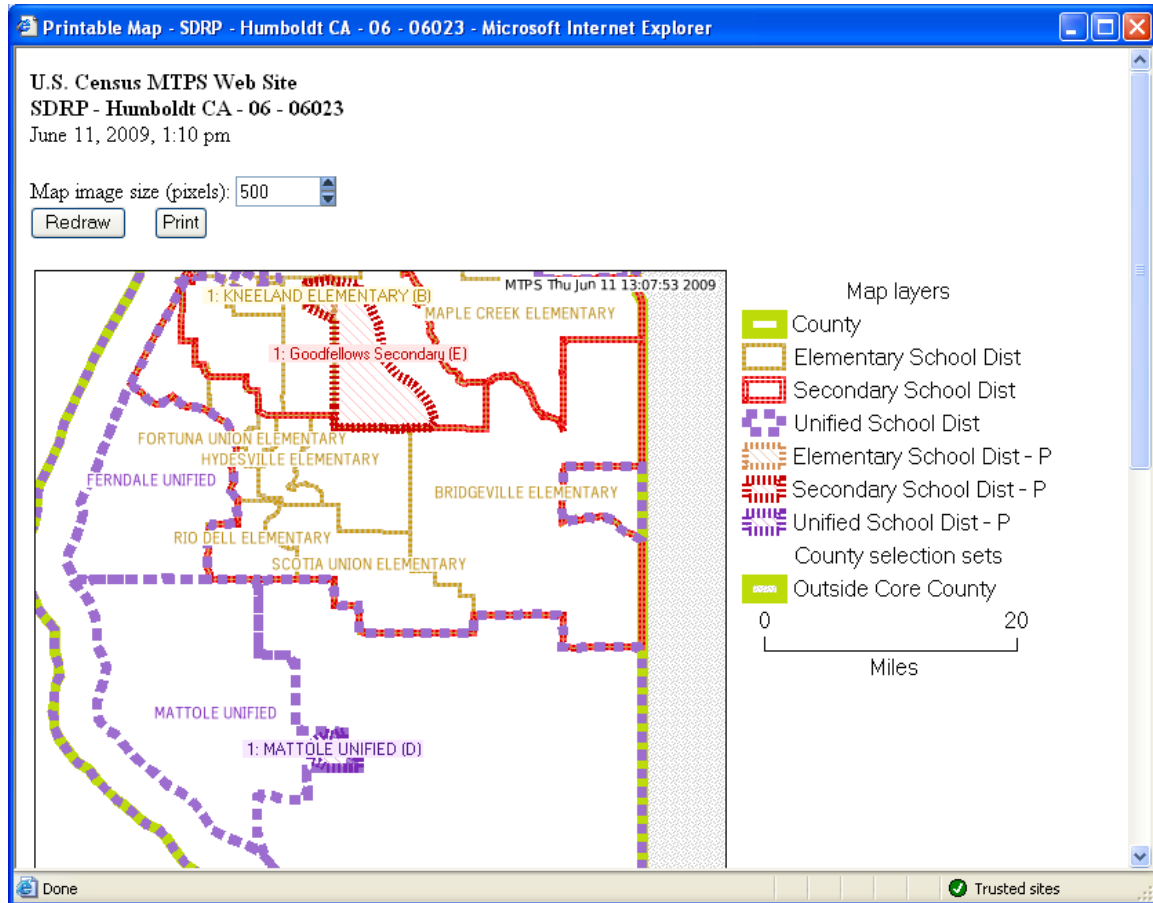 Printable Map - SDRP - Humboldt CA - 06 - 06023 - Microsoft Internet Explorer
U.S. Census MTPS Web Site
SDRP - Humboldt CA - 06 - 06023
June 11, 2009, 1:10 pm
Map image size (pixels): 500
Redraw Print
MTPS Thu Jun 11 13:07:53 2009
1: KNEELAND ELEMENTARY (B)
MAPLE CREEK ELEMENTARY
1: Goodfellows Secondary (E)
FORTUNA UNION ELEMENTARY
HYDESVILLE ELEMENTARY
FERNDALE UNIFIED
BRIDGEVILLE ELEMENTARY
RIO DELL ELEMENTARY
SCOTIA UNION ELEMENTARY
MATTOLE UNIFIED
1: MATTOLE UNIFIED (D)
Map layers
County
Elementary School Dist
Secondary School Dist
Unified School Dist
Elementary School Dist - P
Secondary School Dist - P
Unified School Dist - P
County selection sets
Outside Core County
0 20
Miles
Done Trusted sites